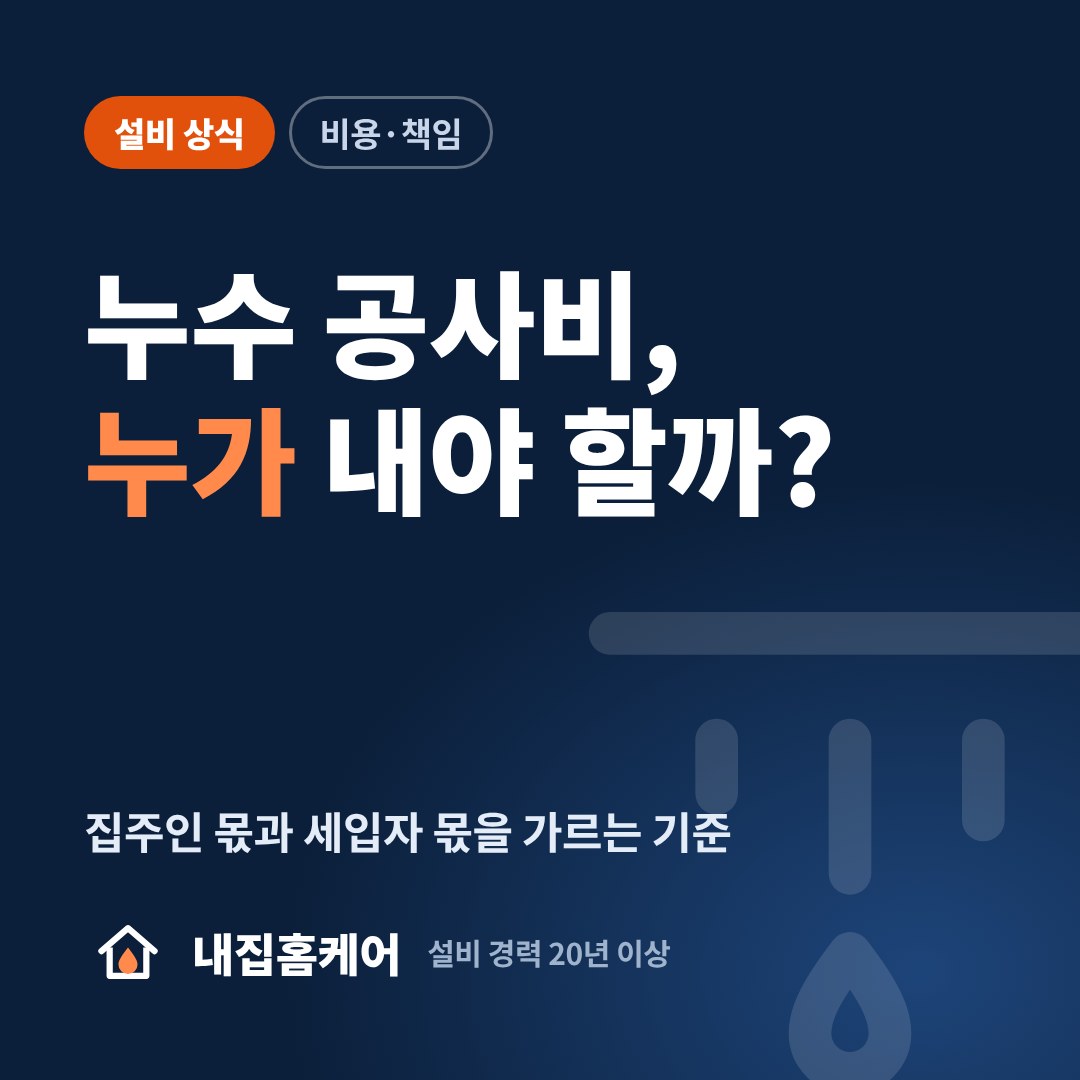 설비 상식
비용·책임
누수 공사비,
누가 내야 할까?
집주인 몫과 세입자 몫을 가르는 기준
내집홈케어 설비 경력 20년 이상